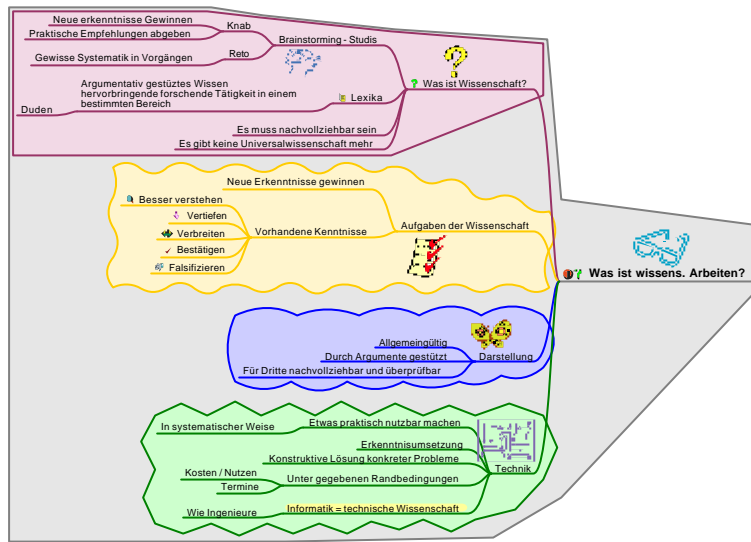 Neue erkenntnisse Gewinnen
Knab
Praktische Empfehlungen abgeben
Brainstorming - Studis
Gewisse Systematik in Vorgängen
Reto
Was ist Wissenschaft?
Argumentativ gestüztes Wissen
hervorbringende forschende Tätigkeit in einem
bestimmten Bereich
Duden
Lexika
Es muss nachvollziehbar sein
Es gibt keine Universalwissenschaft mehr
Neue Erkenntnisse gewinnen
Besser verstehen
Vertiefen
Verbreiten
Bestätigen
Falsifizieren
Vorhandene Kenntnisse
Aufgaben der Wissenschaft
Was ist wissens. Arbeiten?
Allgemeingültig
Durch Argumente gestützt
Für Dritte nachvollziehbar und überprüfbar
Darstellung
In systematischer Weise
Etwas praktisch nutzbar machen
Erkenntnisumsetzung
Konstruktive Lösung konkreter Probleme
Kosten / Nutzen
Termine
Unter gegebenen Randbedingungen
Technik
Wie Ingenieure
Informatik = technische Wissenschaft